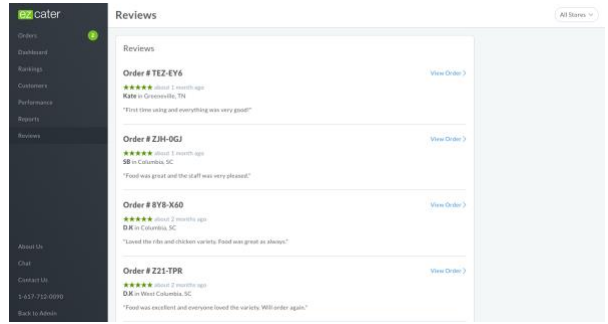 ezcater
Orders 2
Dashboard
Rankings
Customers
Performance
Reports
Reviews
About Us
Chat
Contact Us
1-617-712-0090
Back to Admin
Reviews
All Stores
Reviews
Order # TEZ-EY6
View Order
★★★★★ about 1 month ago
Kate in Greeneville, TN
"First time using and everything was very good!"
Order # ZJH-0GJ
View Order
★★★★★ about 1 month ago
SB in Columbia, SC
"Food was great and the staff was very pleased."
Order # 8Y8-X60
View Order
★★★★★ about 2 months ago
D.K in Columbia, SC
"Loved the ribs and chicken variety. Food was great as always."
Order # Z21-TPR
View Order
★★★★★ about 2 months ago
D.K in West Columbia, SC
"Food was excellent and everyone loved the variety. Will order again."